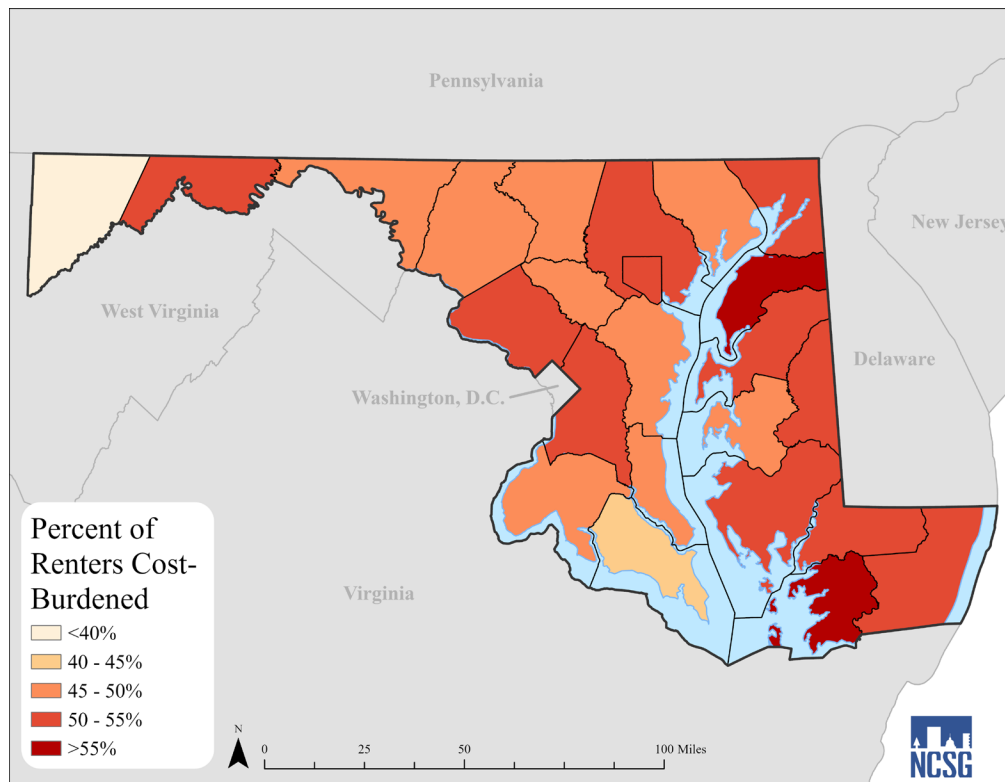 Pennsylvania
New Jersey
West Virginia
Delaware
Washington, D.C.
Virginia
Percent of
Renters Cost-
Burdened
<40%
40 - 45%
45 - 50%
50 - 55%
>55%
N
0 25 50 100 Miles
NCSG